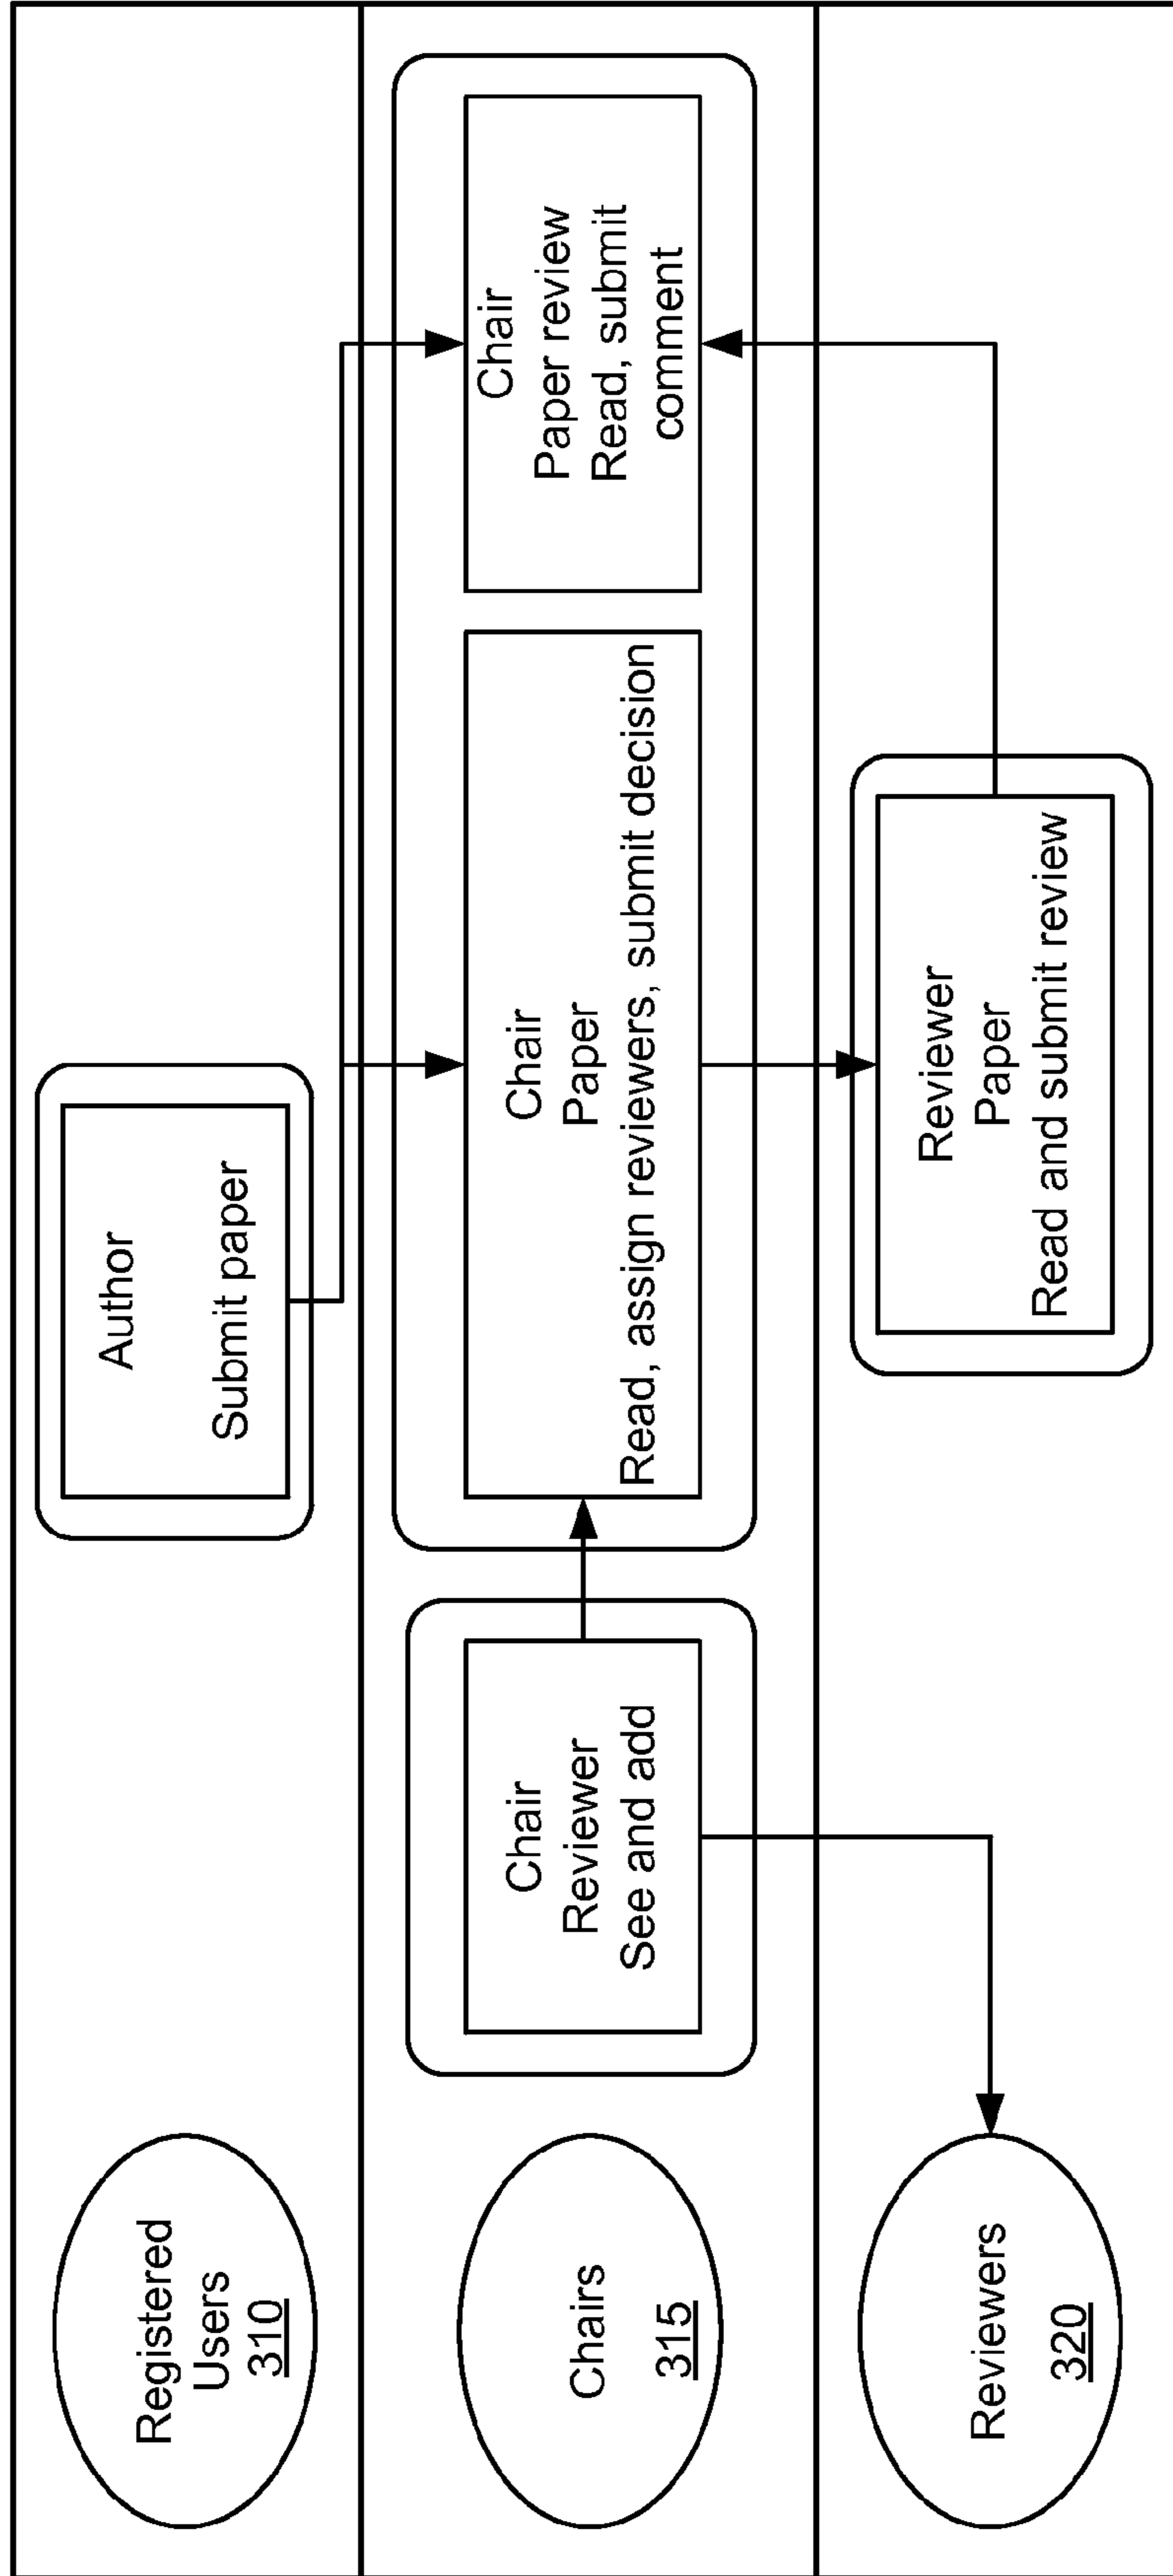 Registered
Users
310
Author
Submit paper
Chairs
315
Chair
Reviewer
See and add
Chair
Paper
Read, assign reviewers, submit decision
Chair
Paper review
Read, submit
comment
Reviewers
320
Reviewer
Paper
Read and submit review